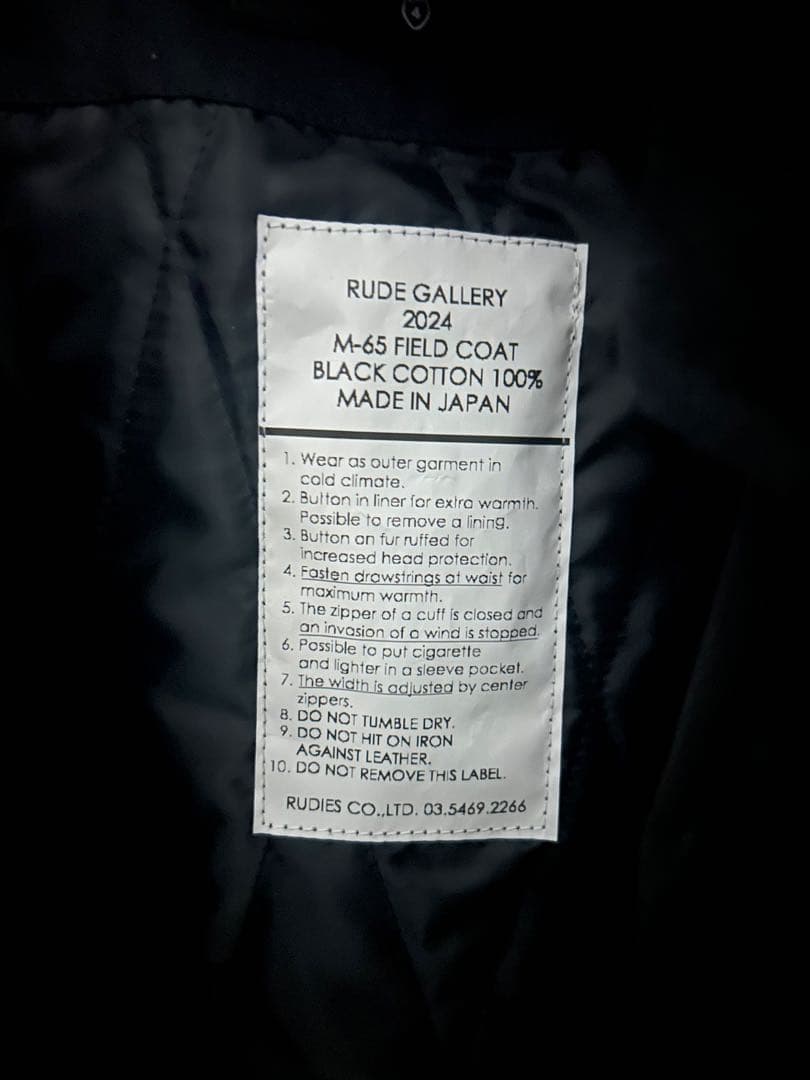 4
RUDE GALLERY
2024
M-65 FIELD COAT
BLACK COTTON 100%
MADE IN JAPAN
1. Wear as outer garment in
cold climate.
2. Button in liner for extra warmth.
Possible to remove a lining.
3. Button on fur ruffed for
increased head protection.
4. Fasten drawstrings at waist for
maximum warmth.
5. The zipper of a cuff is closed and
an invasion of a wind is stopped.
6. Possible to put cigarette
and lighter in a sleeve pocket.
7. The width is adjusted by center
zippers.
8. DO NOT TUMBLE DRY.
9. DO NOT HIT ON IRON
AGAINST LEATHER.
10. DO NOT REMOVE THIS LABEL.
RUDIES CO.,LTD. 03.5469.2266